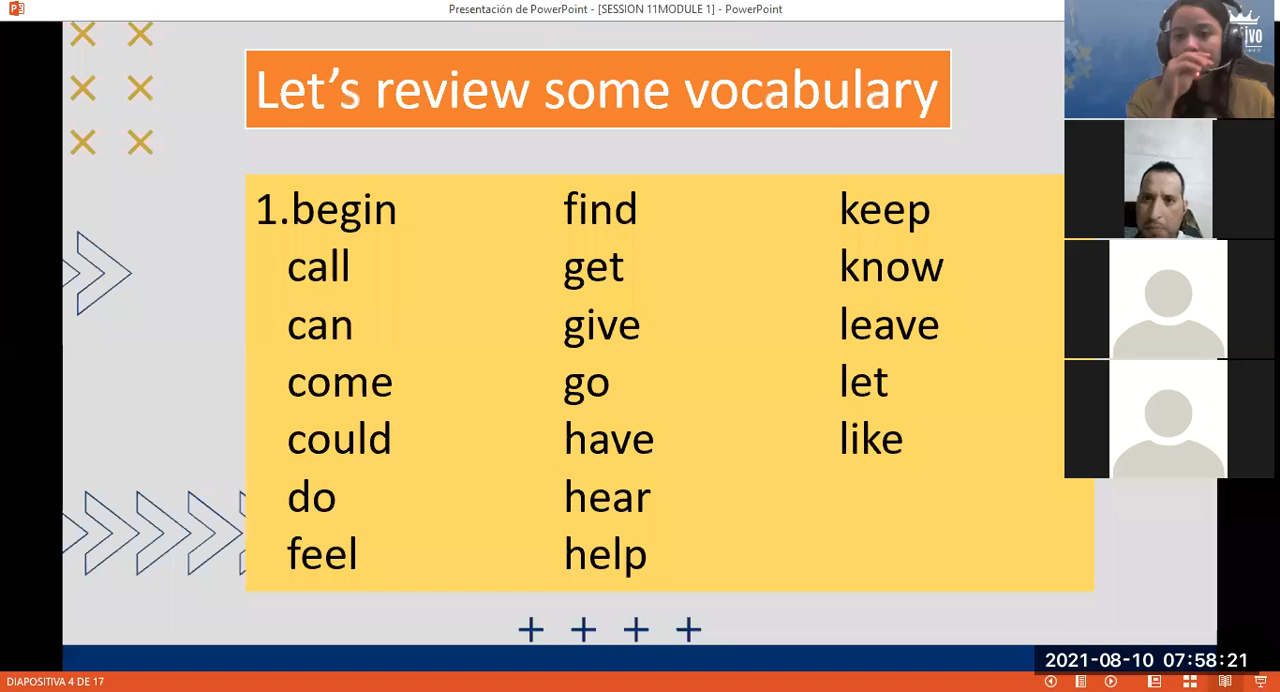 Presentación de PowerPoint - [SESSION 11MODULE 1] - PowerPoint
jvo
Let's review some vocabulary
1.begin
call
can
come
could
do
feel
find
get
give
go
have
hear
help
keep
know
leave
let
like
2021-08-10 07:58:21
DIAPOSITIVA 4 DE 17